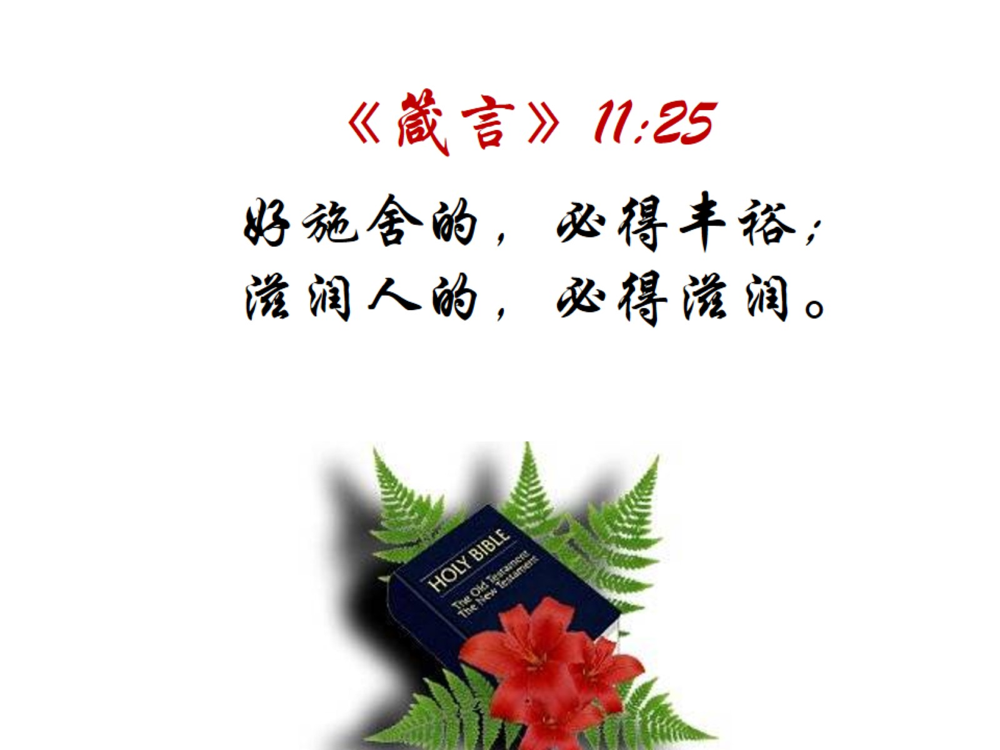 《箴言》11:25
好施舍的，必得丰裕；
滋润人的，必得滋润。
HOLY BIBLE
The Old Testament
The New Testament